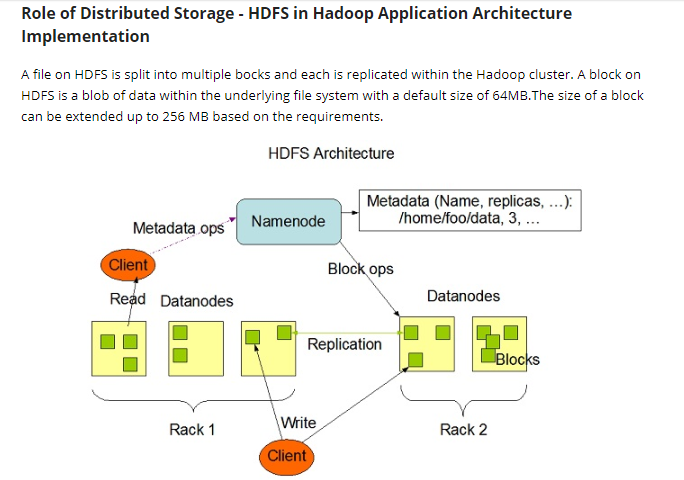 Role of Distributed Storage - HDFS in Hadoop Application Architecture
Implementation
A file on HDFS is split into multiple bocks and each is replicated within the Hadoop cluster. A block on
HDFS is a blob of data within the underlying file system with a default size of 64MB.The size of a block
can be extended up to 256 MB based on the requirements.
HDFS Architecture
Metadata (Name, replicas, ...):
/home/foo/data, 3, ...
Namenode
Metadata ops
Client
Block ops
Read
Datanodes
Datanodes
Replication
Blocks
Rack 1
Write
Rack 2
Client